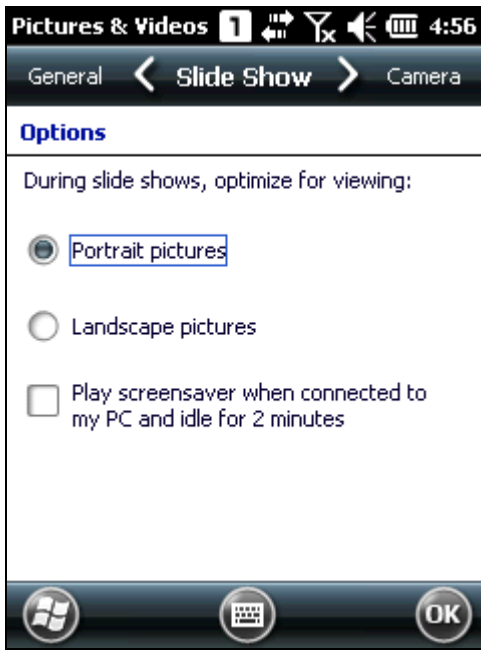 Pictures & Videos 1 4:56
General Slide Show Camera
Options
During slide shows, optimize for viewing:
Portrait pictures
Landscape pictures
Play screensaver when connected to
my PC and idle for 2 minutes
OK